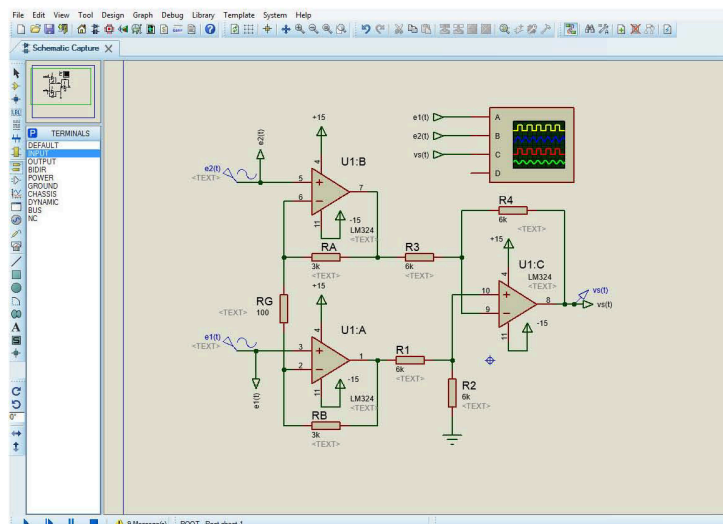 File Edit View Tool Design Graph Debug Library Template System Help
Schematic Capture
P TERMINALS
DEFAULT
INPUT
OUTPUT
BIDIR
POWER
GROUND
CHASSIS
DYNAMIC
BUS
NC
LBL
A
0°
+15
e2(t)
e2(t)
<TEXT>
4
U1:B
5
6
7
11
-15
LM324
<TEXT>
RA
3k
<TEXT>
R3
6k
<TEXT>
RG
100
<TEXT>
+15
4
U1:A
e1(t)
<TEXT>
3
2
1
11
-15
LM324
<TEXT>
e1(t)
RB
3k
<TEXT>
R1
6k
<TEXT>
R2
6k
<TEXT>
e1(t)
e2(t)
vs(t)
A
B
C
D
R4
6k
<TEXT>
+15
4
U1:C
LM324
<TEXT>
10
9
8
11
-15
vs(t)
vs(t)
9 Message(s) ROOT - Root sheet 1